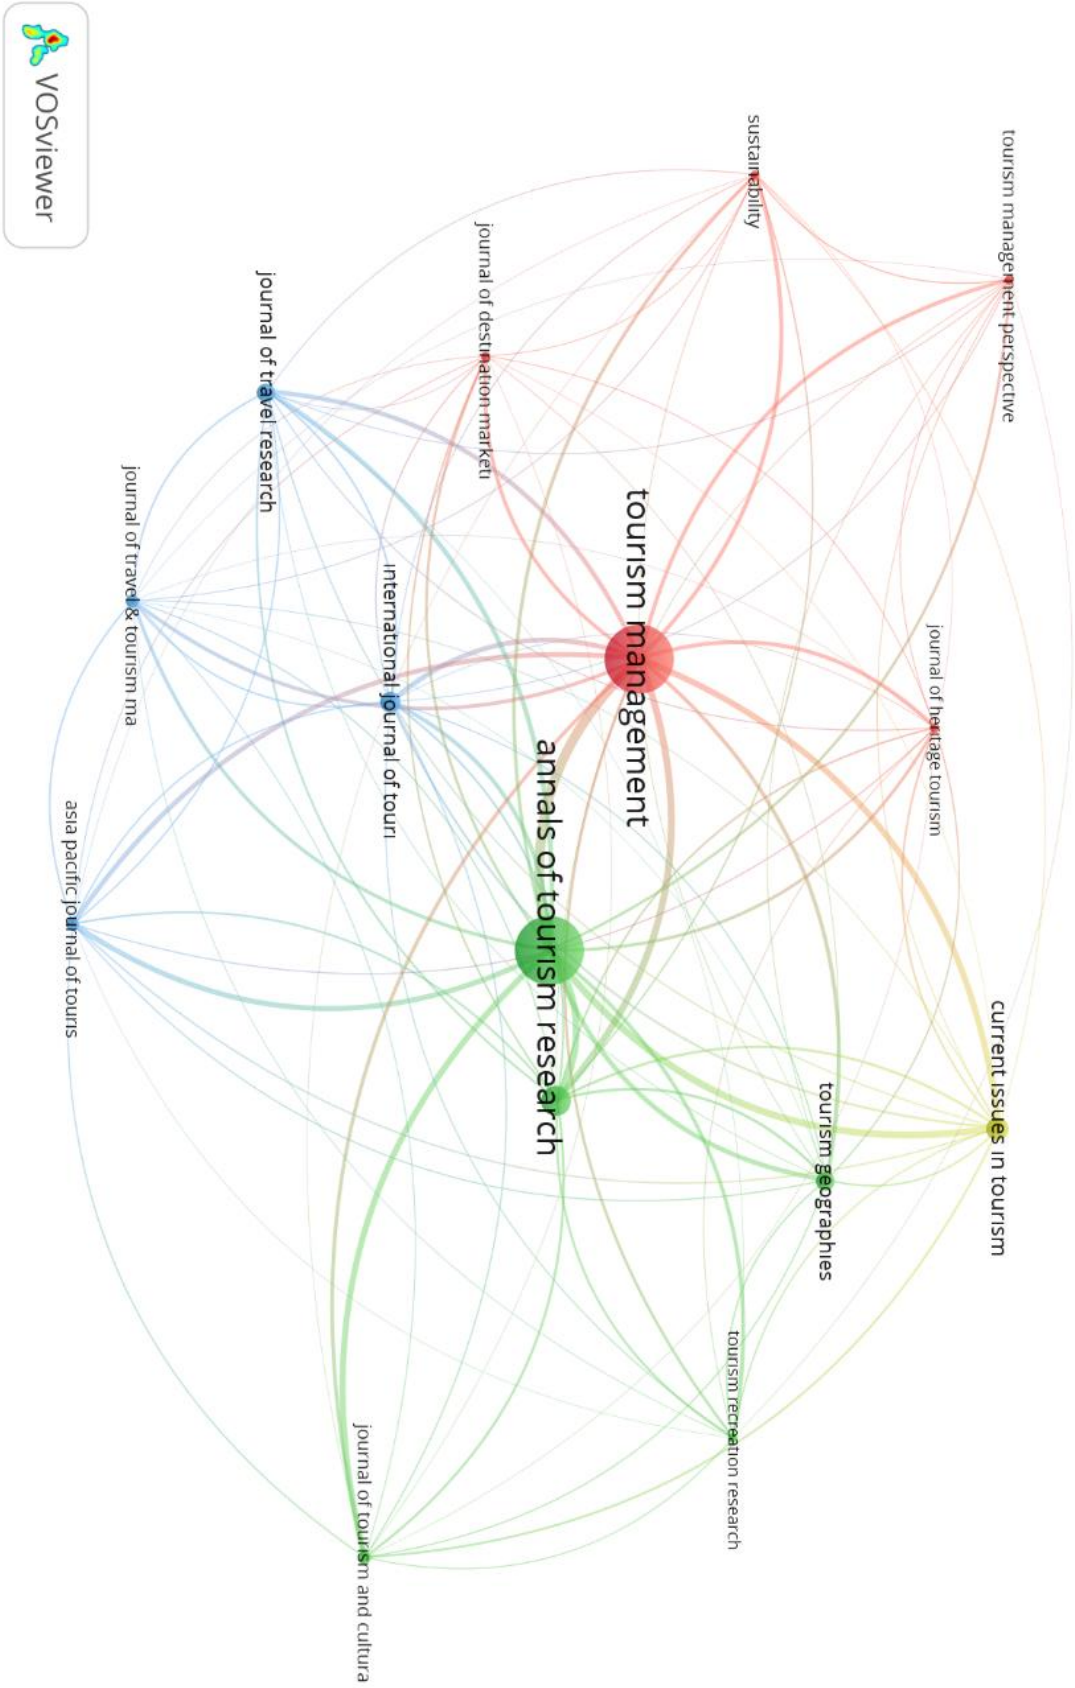 tourism management perspective
current issues in tourism
journal of heritage tourism
tourism geographies
sustainability
tourism recreation research
tourism management
annals of tourism research
journal of destination marketi
international journal of touri
journal of tourism and cultura
journal of travel research
journal of travel & tourism ma
asia pacific journal of touris
VOSviewer